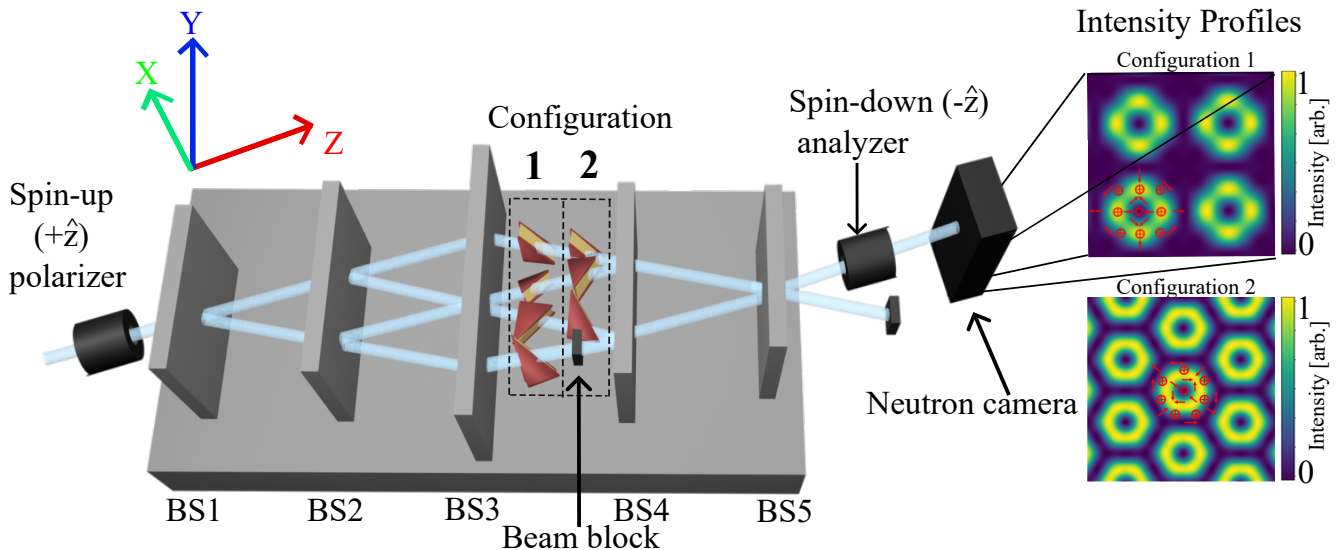 Intensity Profiles
Y
X
Z
Configuration
1 2
Spin-down (-ẑ)
analyzer
Configuration 1
1
Intensity [arb.]
0
Spin-up
(+ẑ)
polarizer
Configuration 2
1
Intensity [arb.]
0
Neutron camera
BS1
BS2
BS3
BS4
BS5
Beam block